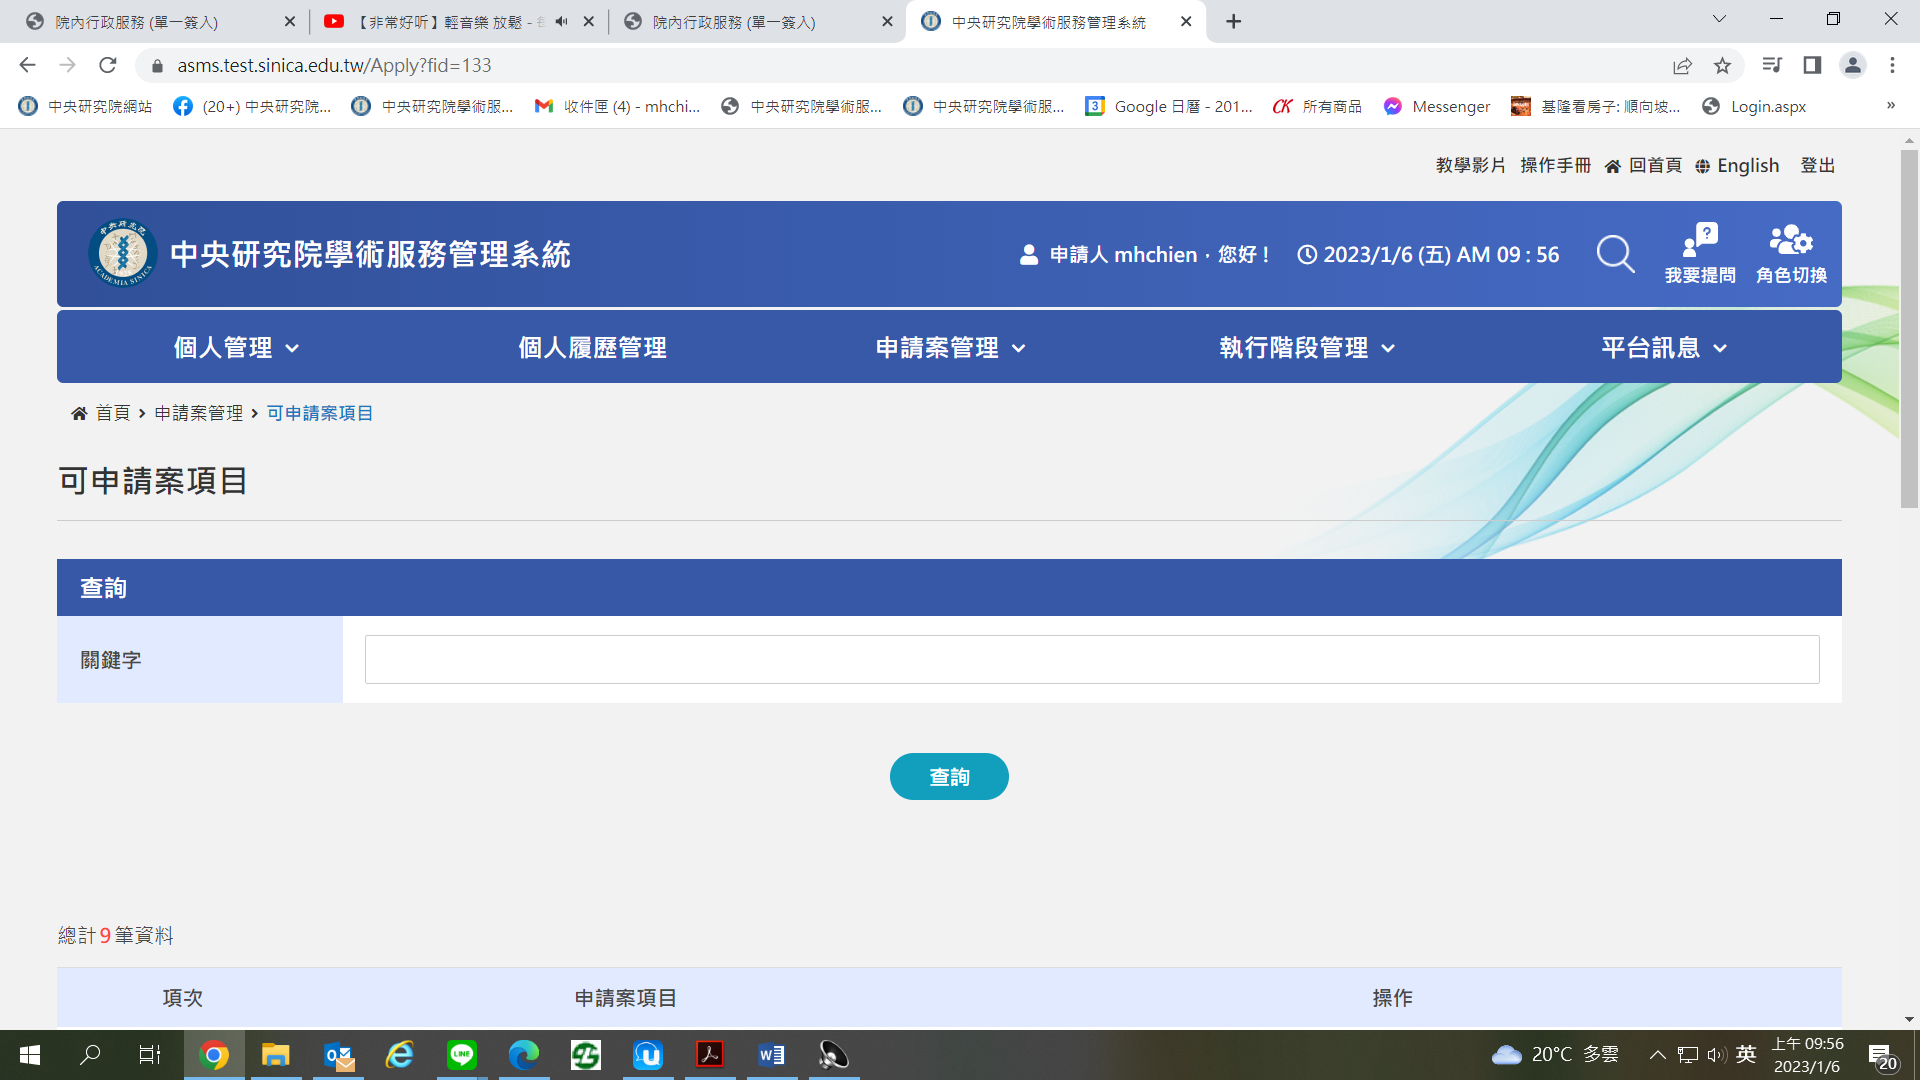 院內行政服務 (單一簽入)
【非常好听】輕音樂 放鬆 -
院內行政服務 (單一簽入)
中央研究院學術服務管理系統
asms.test.sinica.edu.tw/Apply?fid=133
中央研究院網站
(20+) 中央研究院...
中央研究院學術服...
收件匣 (4) - mhchi...
中央研究院學術服...
中央研究院學術服...
Google 日曆 - 201...
所有商品
Messenger
基隆看房子: 順向坡...
Login.aspx
»
教學影片
操作手冊
回首頁
English
登出
中央研究院學術服務管理系統
申請人 mhchien，您好！
2023/1/6 (五) AM 09 : 56
我要提問
角色切換
個人管理
個人履歷管理
申請案管理
執行階段管理
平台訊息
首頁 › 申請案管理 › 可申請案項目
可申請案項目
查詢
關鍵字
查詢
總計9筆資料
項次
申請案項目
操作
20°C 多雲
英
上午 09:56
2023/1/6
20